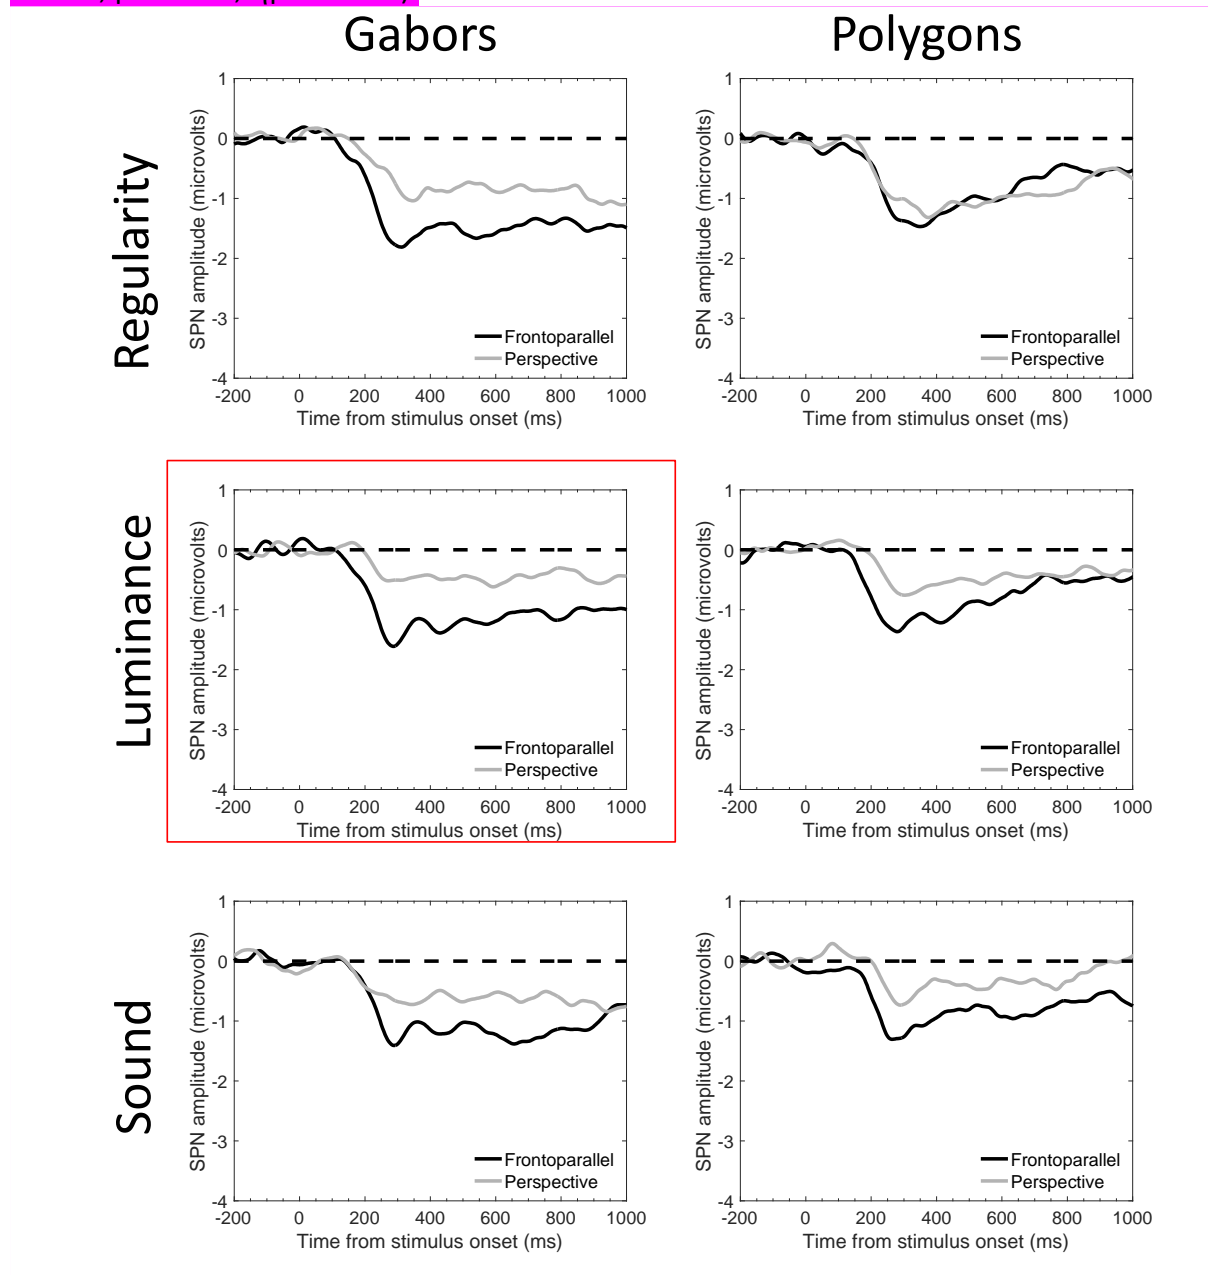 Gabors
Polygons
Regularity
SPN amplitude (microvolts)
1
0
-1
-2
-3
-4
-200 0 200 400 600 800 1000
Time from stimulus onset (ms)
Frontoparallel
Perspective
SPN amplitude (microvolts)
1
0
-1
-2
-3
-4
-200 0 200 400 600 800 1000
Time from stimulus onset (ms)
Frontoparallel
Perspective
Luminance
SPN amplitude (microvolts)
1
0
-1
-2
-3
-4
-200 0 200 400 600 800 1000
Time from stimulus onset (ms)
Frontoparallel
Perspective
SPN amplitude (microvolts)
1
0
-1
-2
-3
-4
-200 0 200 400 600 800 1000
Time from stimulus onset (ms)
Frontoparallel
Perspective
Sound
SPN amplitude (microvolts)
1
0
-1
-2
-3
-4
-200 0 200 400 600 800 1000
Time from stimulus onset (ms)
Frontoparallel
Perspective
SPN amplitude (microvolts)
1
0
-1
-2
-3
-4
-200 0 200 400 600 800 1000
Time from stimulus onset (ms)
Frontoparallel
Perspective